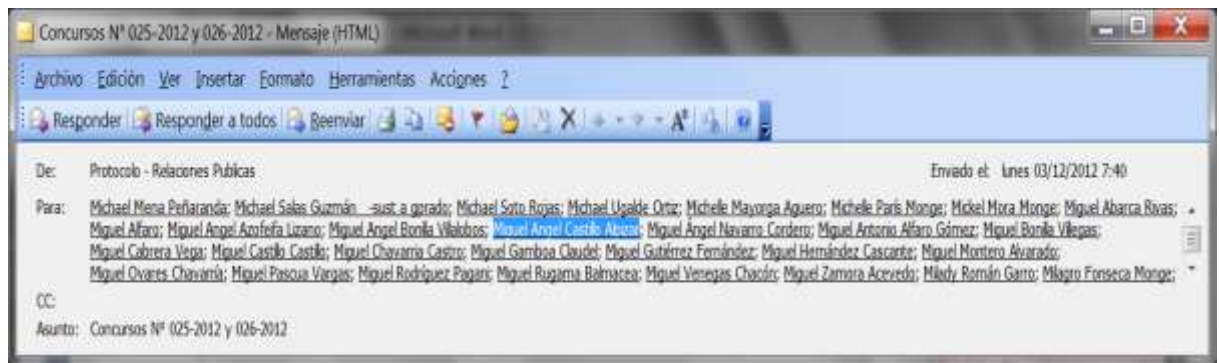 Concursos Nº 025-2012 y 026-2012 - Mensaje (HTML)
Archivo Edición Ver Insertar Formato Herramientas Acciones ?
Responder Responder a todos Reenviar
De: Protocolo - Relaciones Publicas Enviado el: lunes 03/12/2012 7:40
Para: Michael Mena Peñaranda; Michael Salas Guzmán -sust a gprado; Michael Soto Rojas; Michael Ugalde Ortiz; Michelle Mayorga Aguero; Michelle París Monge; Mickel Mora Monge; Miguel Abarca Rivas;
Miguel Alfaro; Miguel Angel Azofeifa Lizano; Miguel Angel Bonilla Villalobos; Miguel Angel Castillo Abizar; Miguel Ángel Navarro Cordero; Miguel Antonio Alfaro Gómez; Miguel Bonilla Villegas;
Miguel Cabrera Vega; Miguel Castillo Castillo; Miguel Chavarria Castro; Miguel Gamboa Claudel; Miguel Gutiérrez Fernández; Miguel Hernández Cascante; Miguel Montero Alvarado;
Miguel Ovares Chavarría; Miguel Pascua Vargas; Miguel Rodríguez Pagani; Miguel Rugama Balmacea; Miguel Venegas Chacón; Miguel Zamora Acevedo; Milady Román Garro; Milagro Fonseca Monge;
CC:
Asunto: Concursos Nº 025-2012 y 026-2012